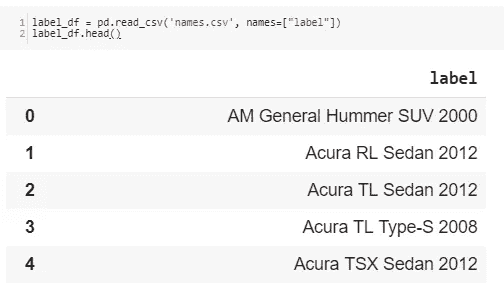 1 label_df = pd.read_csv('names.csv', names=["label"])
2 label_df.head()
label
0 AM General Hummer SUV 2000
1 Acura RL Sedan 2012
2 Acura TL Sedan 2012
3 Acura TL Type-S 2008
4 Acura TSX Sedan 2012